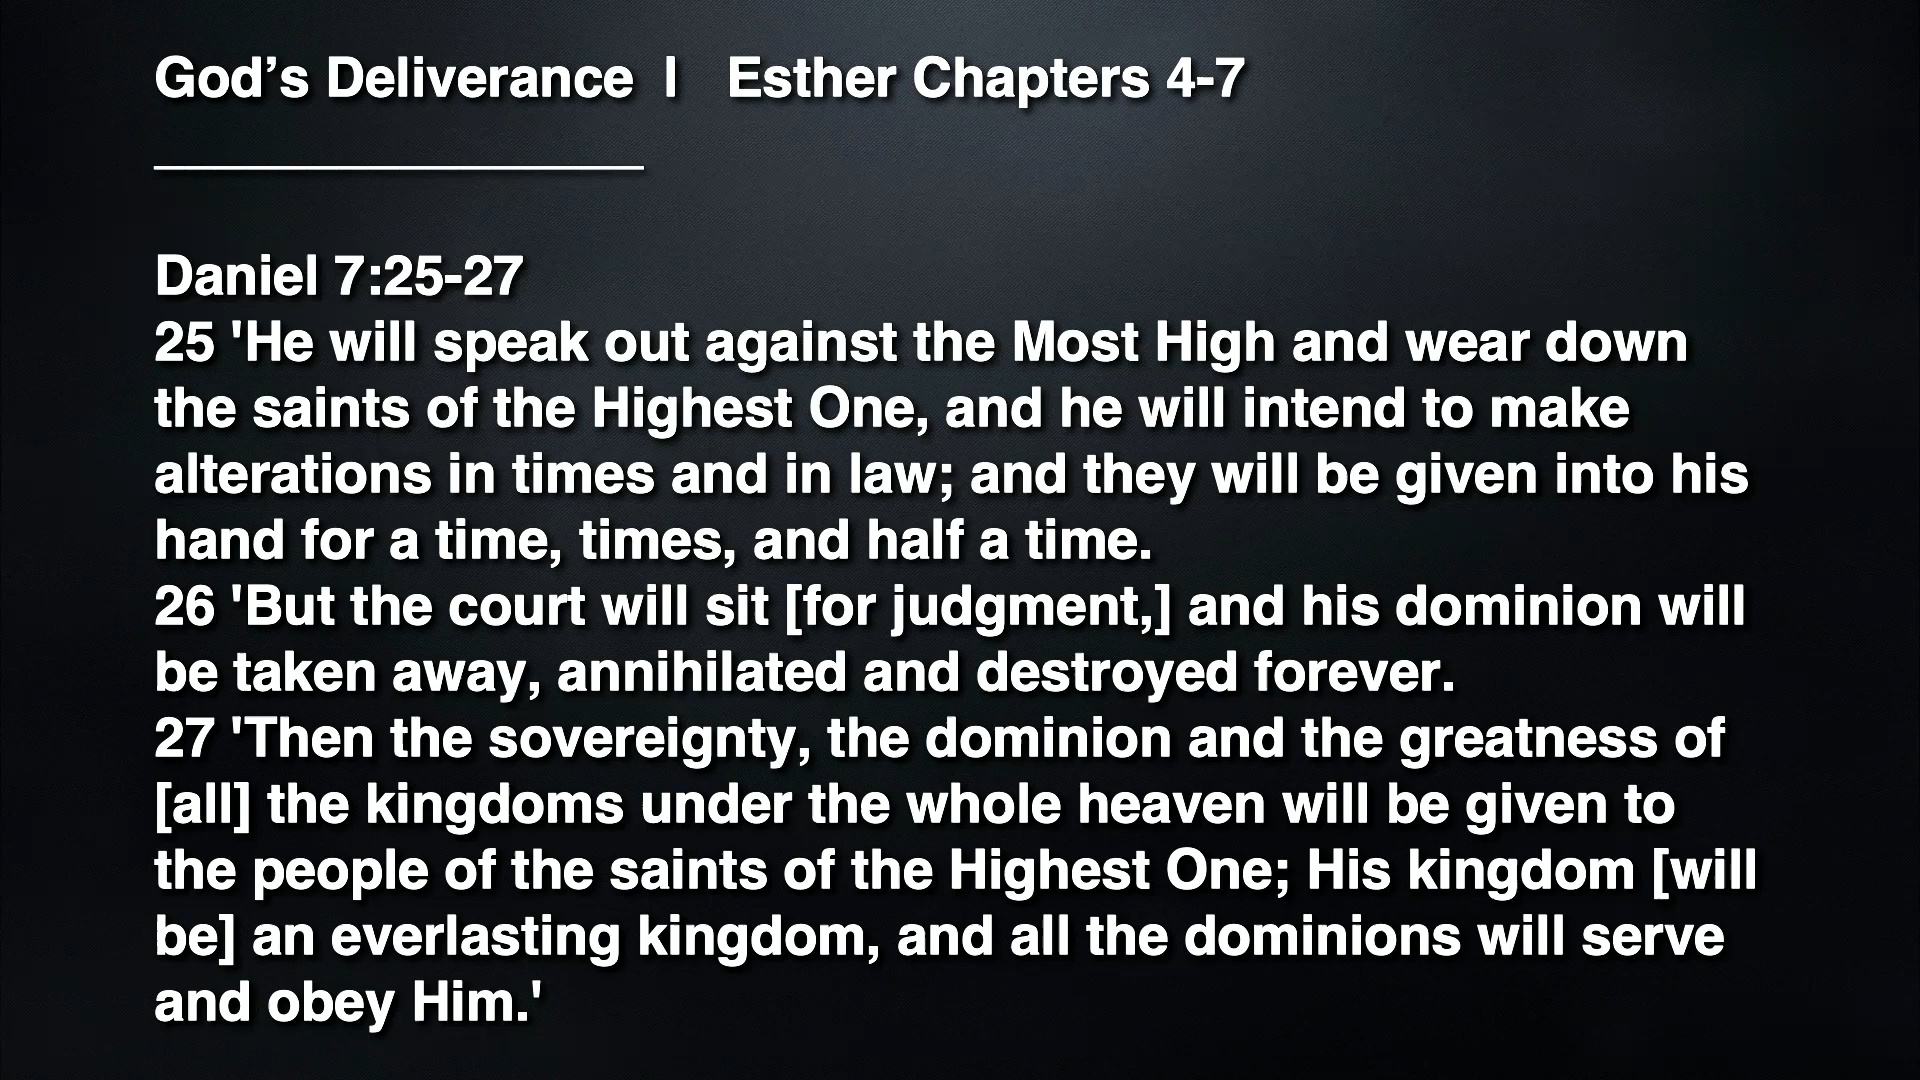 God’s Deliverance | Esther Chapters 4-7
Daniel 7:25-27
25 'He will speak out against the Most High and wear down
the saints of the Highest One, and he will intend to make
alterations in times and in law; and they will be given into his
hand for a time, times, and half a time.
26 'But the court will sit [for judgment,] and his dominion will
be taken away, annihilated and destroyed forever.
27 'Then the sovereignty, the dominion and the greatness of
[all] the kingdoms under the whole heaven will be given to
the people of the saints of the Highest One; His kingdom [will
be] an everlasting kingdom, and all the dominions will serve
and obey Him.'